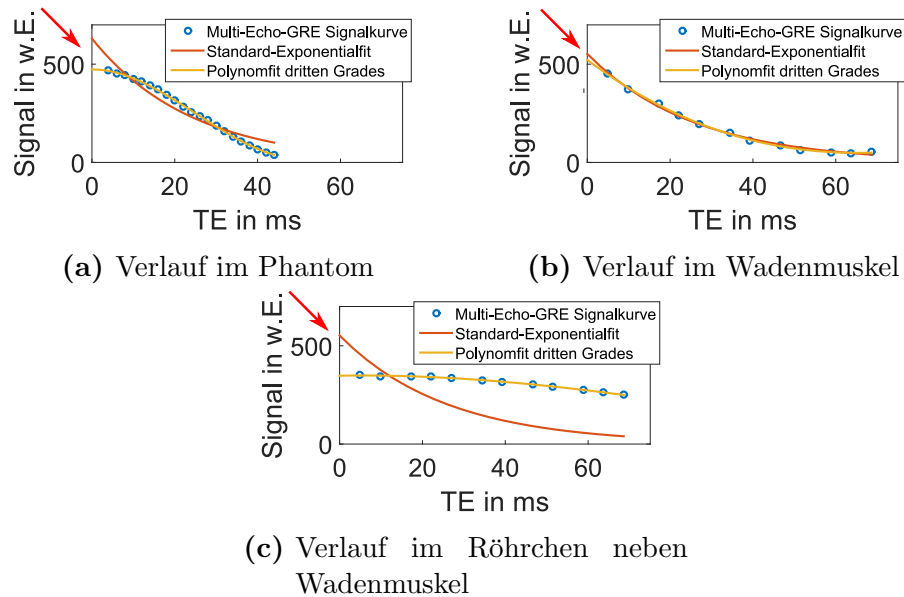 Multi-Echo-GRE Signalkurve
Standard-Exponentialfit
Polynomfit dritten Grades
Signal in w.E.
500
0
0 20 40 60
TE in ms
(a) Verlauf im Phantom
Multi-Echo-GRE Signalkurve
Standard-Exponentialfit
Polynomfit dritten Grades
Signal in w.E.
500
0
0 20 40 60
TE in ms
(b) Verlauf im Wadenmuskel
Multi-Echo-GRE Signalkurve
Standard-Exponentialfit
Polynomfit dritten Grades
Signal in w.E.
500
0
0 20 40 60
TE in ms
(c) Verlauf im Röhrchen neben
Wadenmuskel